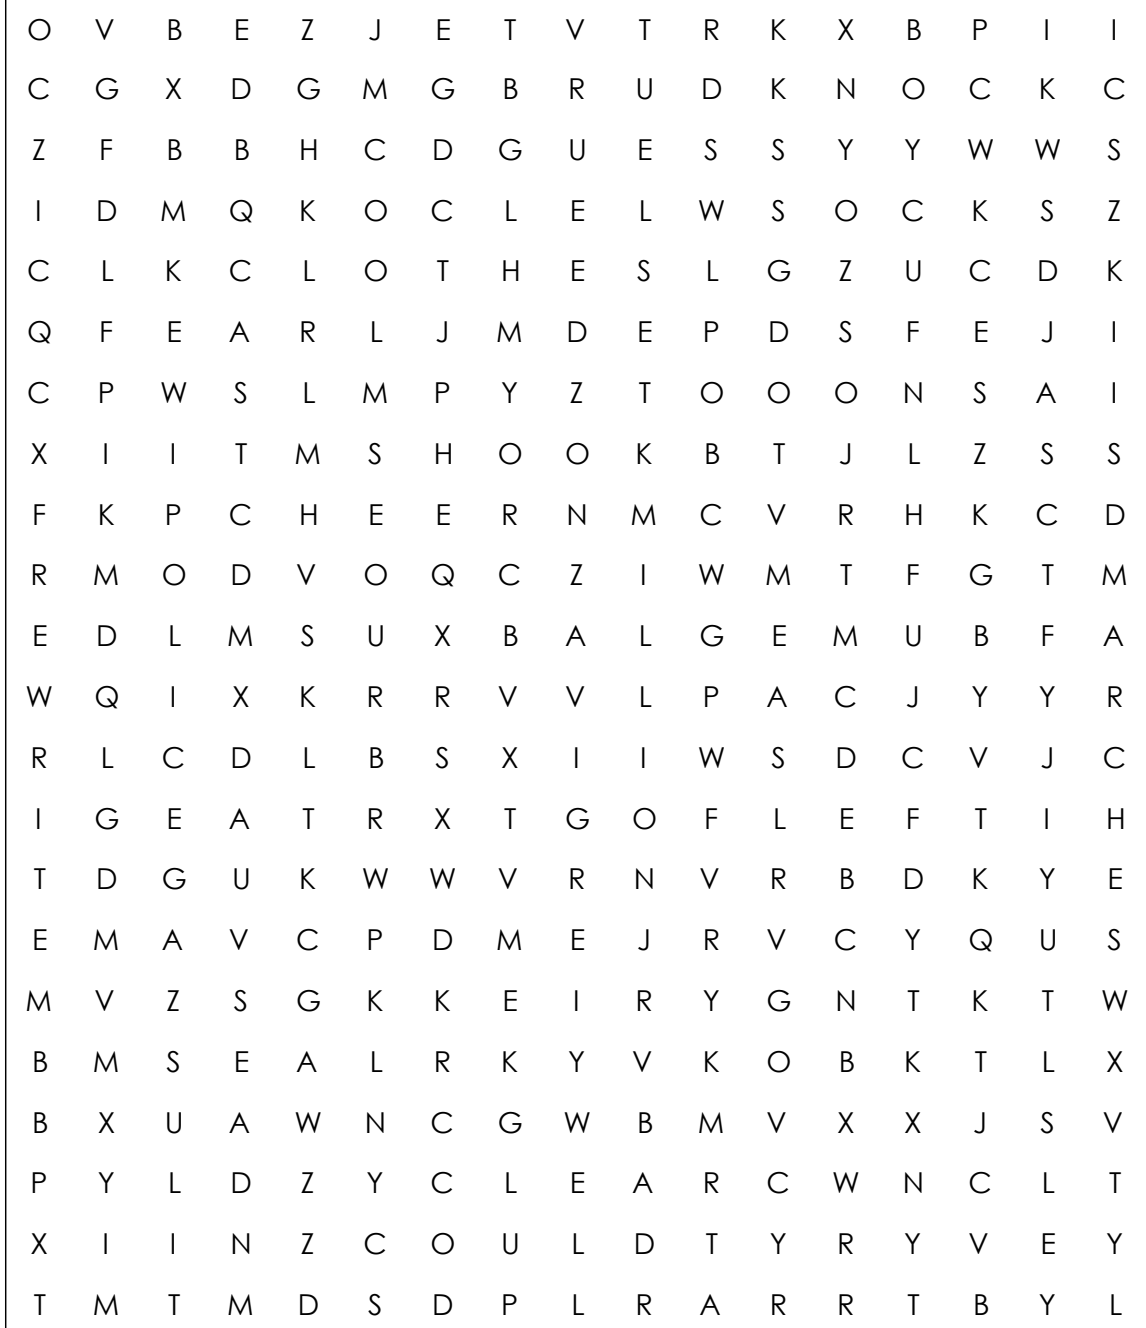 O V B E Z J E T V T R K X B P I I
C G X D G M G B R U D K N O C K C
Z F B B H C D G U E S S Y Y W W S
I D M Q K O C L E L W S O C K S Z
C L K C L O T H E S L G Z U C D K
Q F E A R L J M D E P D S F E J I
C P W S L M P Y Z T O O O N S A I
X I I T M S H O O K B T J L Z S S
F K P C H E E R N M C V R H K C D
R M O D V O Q C Z I W M T F G T M
E D L M S U X B A L G E M U B F A
W Q I X K R R V V L P A C J Y Y R
R L C D L B S X I I W S D C V J C
I G E A T R X T G O F L E F T I H
T D G U K W W V R N V R B D K Y E
E M A V C P D M E J R V C Y Q U S
M V Z S G K K E I R Y G N T K T W
B M S E A L R K Y V K O B K T L X
B X U A W N C G W B M V X X J S V
P Y L D Z Y C L E A R C W N C L T
X I I N Z C O U L D T Y R Y V E Y
T M T M D S D P L R A R R T B Y L